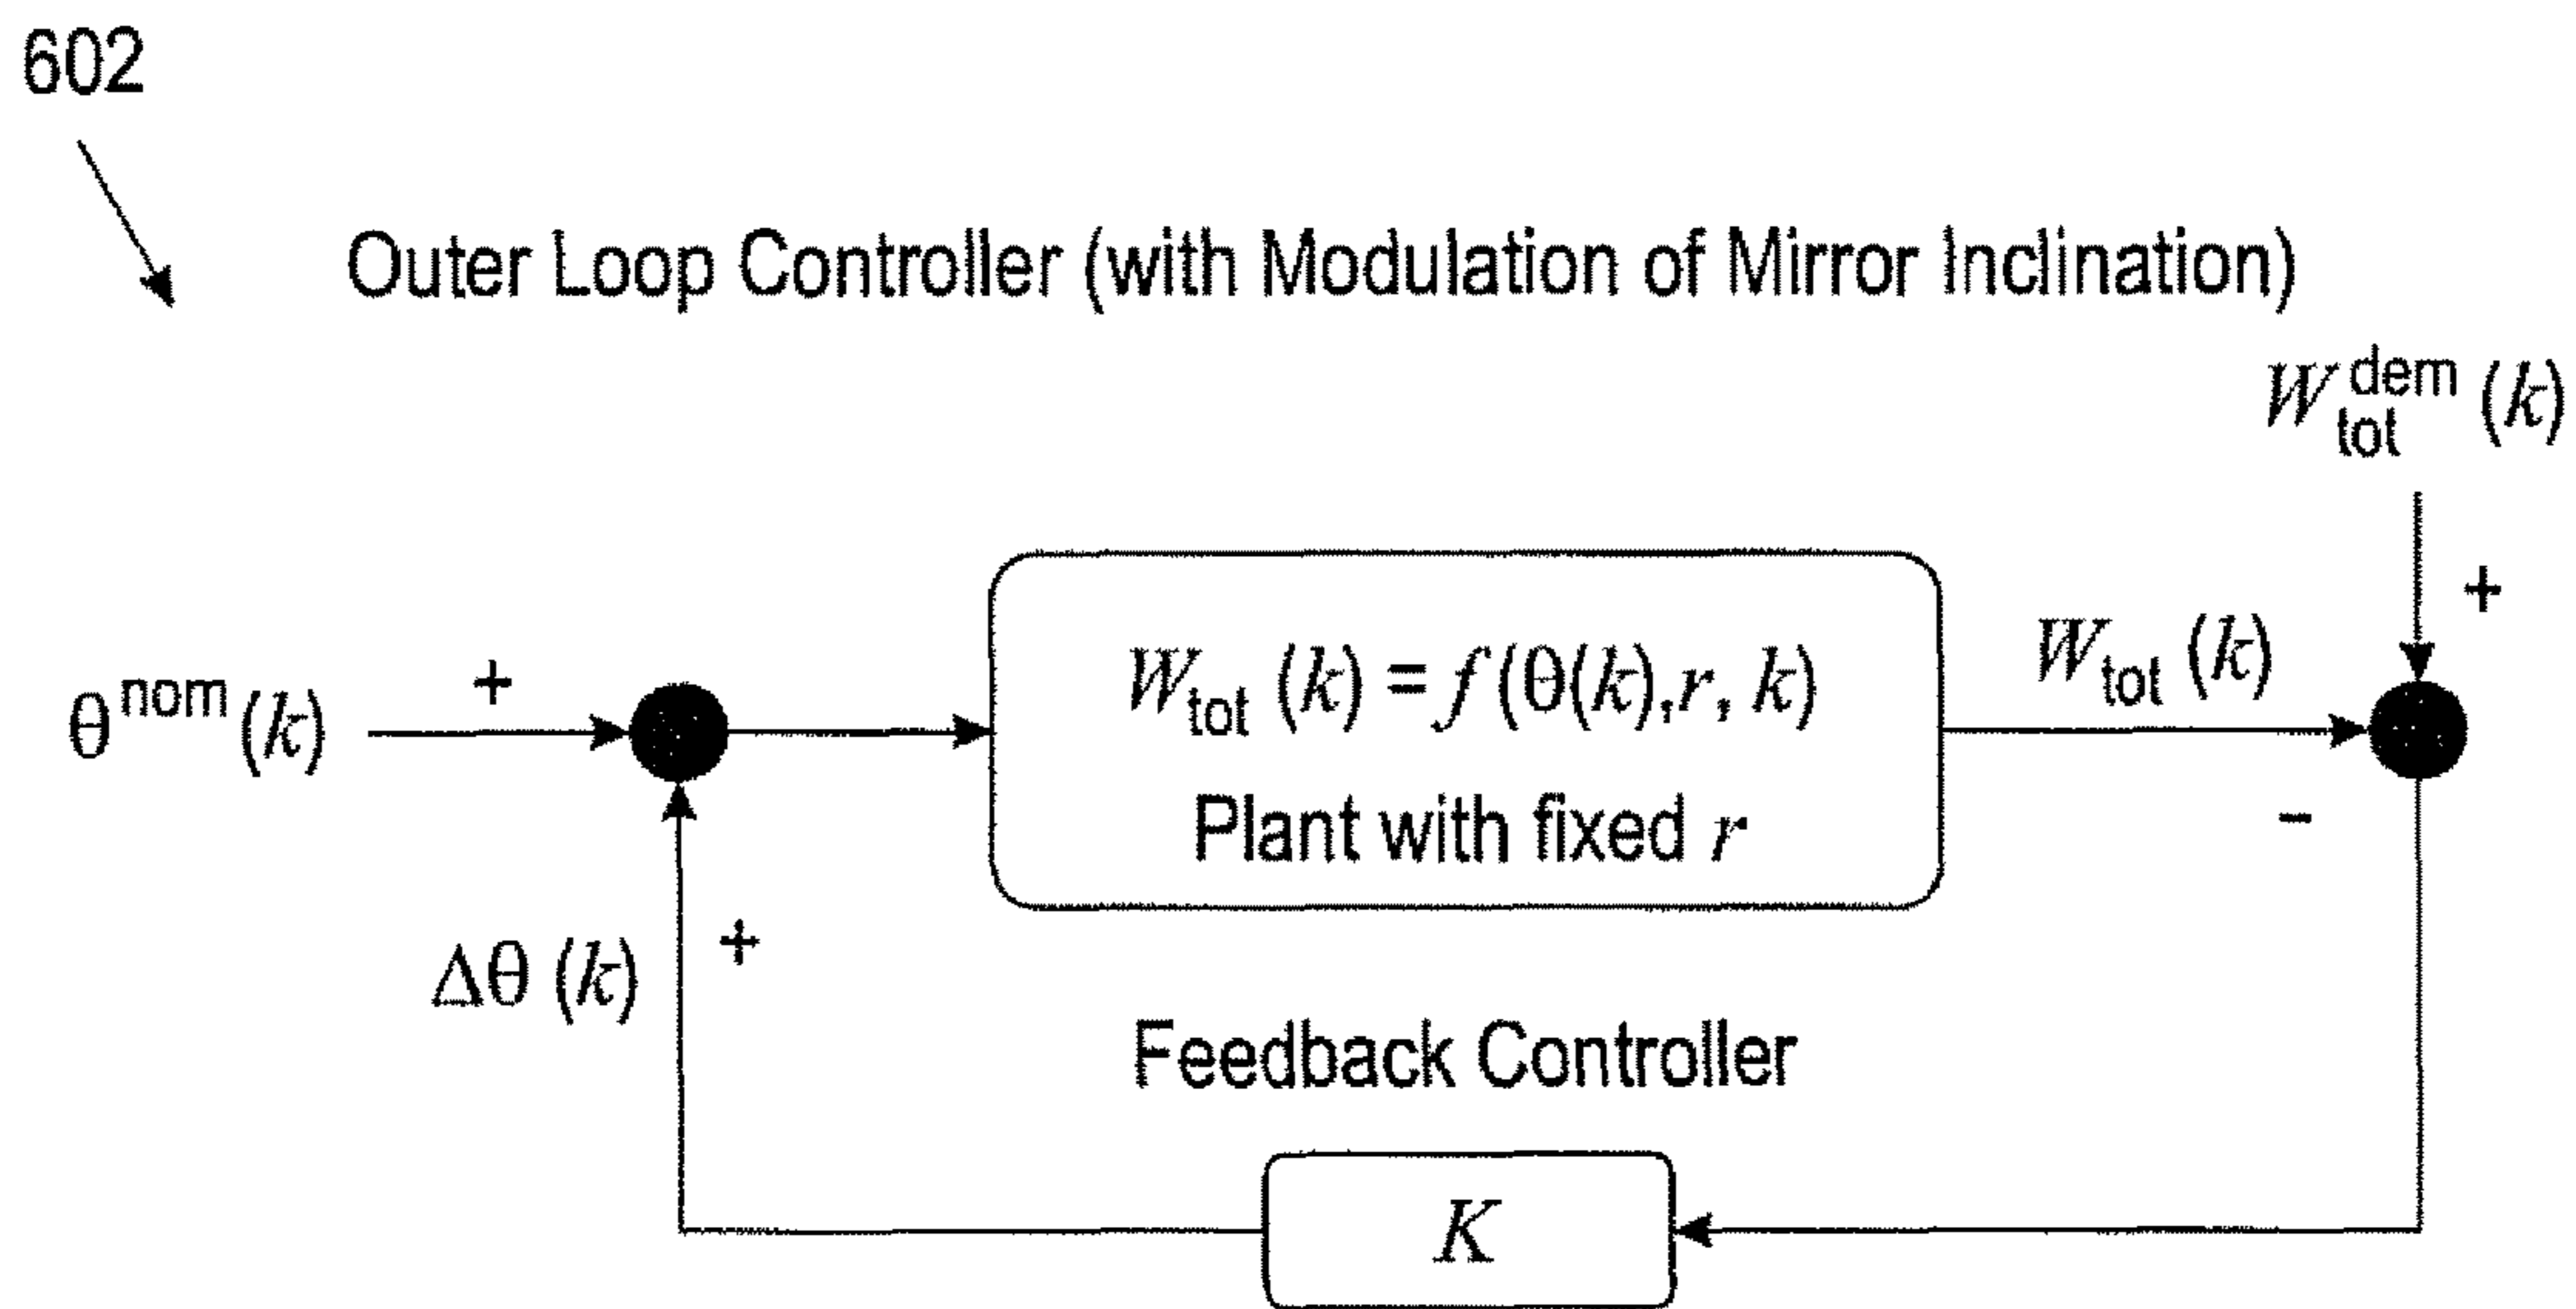 602
Outer Loop Controller (with Modulation of Mirror Inclination)
W_tot^dem (k)
+
θ^nom (k)
+
W_tot (k) = f (θ(k),r, k)
Plant with fixed r
W_tot (k)
-
Δθ (k)
+
Feedback Controller
K